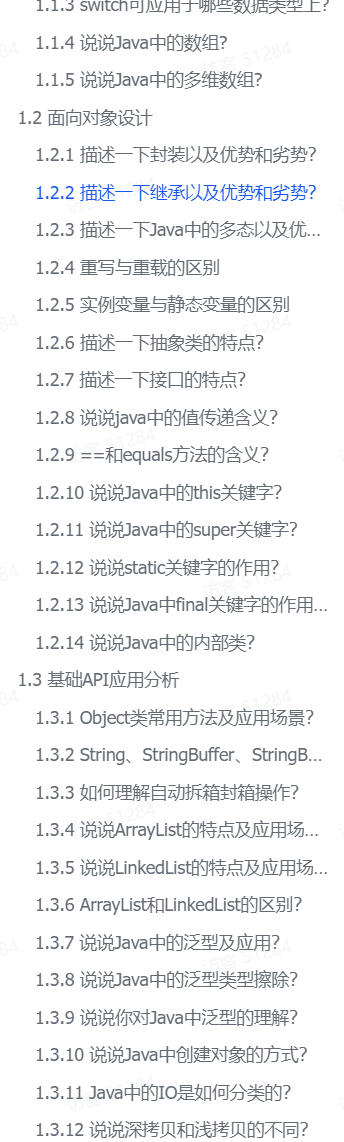 1.1.3 switch可应用于哪些数据类型上?
1.1.4 说说Java中的数组?
1.1.5 说说Java中的多维数组?
1.2 面向对象设计
1.2.1 描述一下封装以及优势和劣势?
1.2.2 描述一下继承以及优势和劣势?
1.2.3 描述一下Java中的多态以及优...
1.2.4 重写与重载的区别
1.2.5 实例变量与静态变量的区别
1.2.6 描述一下抽象类的特点?
1.2.7 描述一下接口的特点?
1.2.8 说说java中的值传递含义?
1.2.9 ==和equals方法的含义?
1.2.10 说说Java中的this关键字?
1.2.11 说说Java中的super关键字?
1.2.12 说说static关键字的作用?
1.2.13 说说Java中final关键字的作用...
1.2.14 说说Java中的内部类?
1.3 基础API应用分析
1.3.1 Object类常用方法及应用场景?
1.3.2 String、StringBuffer、StringB...
1.3.3 如何理解自动拆箱封箱操作?
1.3.4 说说ArrayList的特点及应用场...
1.3.5 说说LinkedList的特点及应用场...
1.3.6 ArrayList和LinkedList的区别?
1.3.7 说说Java中的泛型及应用?
1.3.8 说说Java中的泛型类型擦除?
1.3.9 说说你对Java中泛型的理解?
1.3.10 说说Java中创建对象的方式?
1.3.11 Java中的IO是如何分类的?
1.3.12 说说深拷贝和浅拷贝的不同?